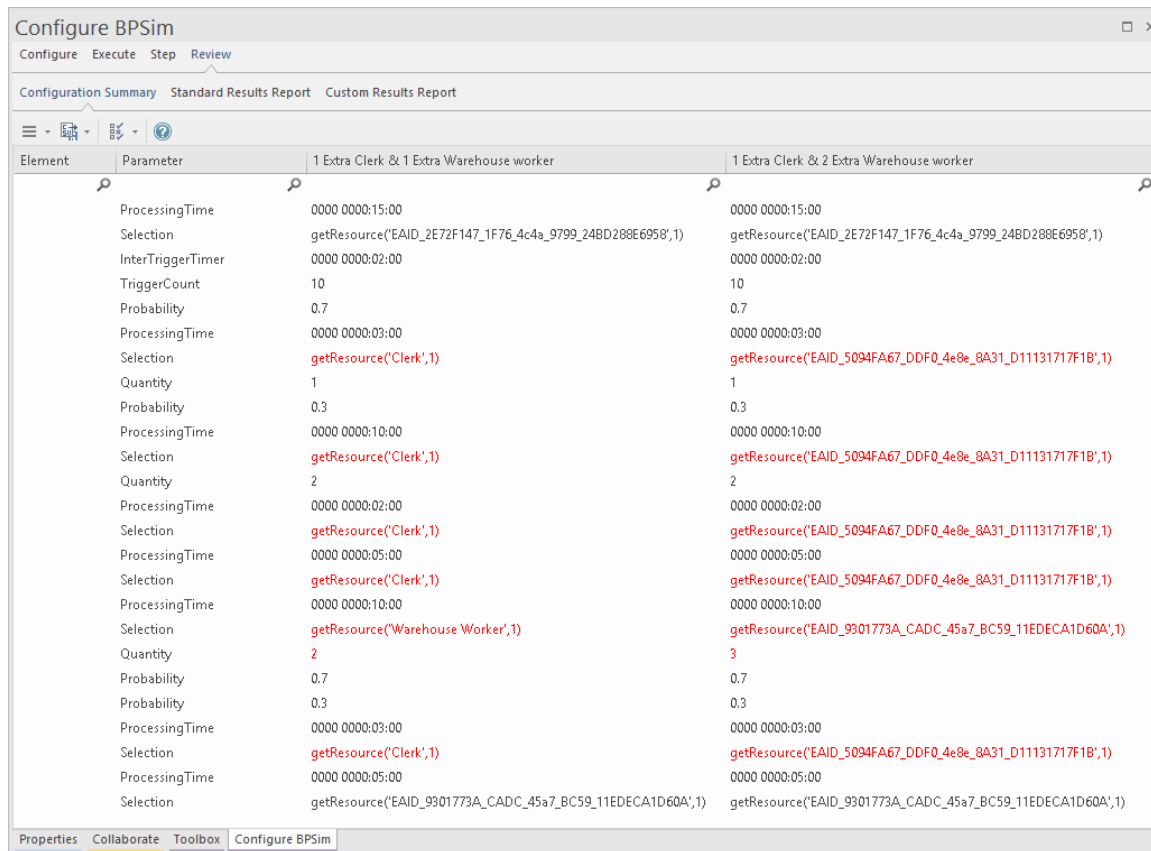 Configure BPSim
Configure Execute Step Review
Configuration Summary Standard Results Report Custom Results Report
Element Parameter 1 Extra Clerk & 1 Extra Warehouse worker 1 Extra Clerk & 2 Extra Warehouse worker
ProcessingTime 0000 0000:15:00 0000 0000:15:00
Selection getResource('EAID_2E72F147_1F76_4c4a_9799_24BD288E6958',1) getResource('EAID_2E72F147_1F76_4c4a_9799_24BD288E6958',1)
InterTriggerTimer 0000 0000:02:00 0000 0000:02:00
TriggerCount 10 10
Probability 0.7 0.7
ProcessingTime 0000 0000:03:00 0000 0000:03:00
Selection getResource('Clerk',1) getResource('EAID_5094FA67_DDF0_4e8e_8A31_D11131717F1B',1)
Quantity 1 1
Probability 0.3 0.3
ProcessingTime 0000 0000:10:00 0000 0000:10:00
Selection getResource('Clerk',1) getResource('EAID_5094FA67_DDF0_4e8e_8A31_D11131717F1B',1)
Quantity 2 2
ProcessingTime 0000 0000:02:00 0000 0000:02:00
Selection getResource('Clerk',1) getResource('EAID_5094FA67_DDF0_4e8e_8A31_D11131717F1B',1)
ProcessingTime 0000 0000:05:00 0000 0000:05:00
Selection getResource('Clerk',1) getResource('EAID_5094FA67_DDF0_4e8e_8A31_D11131717F1B',1)
ProcessingTime 0000 0000:10:00 0000 0000:10:00
Selection getResource('Warehouse Worker',1) getResource('EAID_9301773A_CADC_45a7_BC59_11EDECA1D60A',1)
Quantity 2 3
Probability 0.7 0.7
Probability 0.3 0.3
ProcessingTime 0000 0000:03:00 0000 0000:03:00
Selection getResource('Clerk',1) getResource('EAID_5094FA67_DDF0_4e8e_8A31_D11131717F1B',1)
ProcessingTime 0000 0000:05:00 0000 0000:05:00
Selection getResource('EAID_9301773A_CADC_45a7_BC59_11EDECA1D60A',1) getResource('EAID_9301773A_CADC_45a7_BC59_11EDECA1D60A',1)
Properties Collaborate Toolbox Configure BPSim